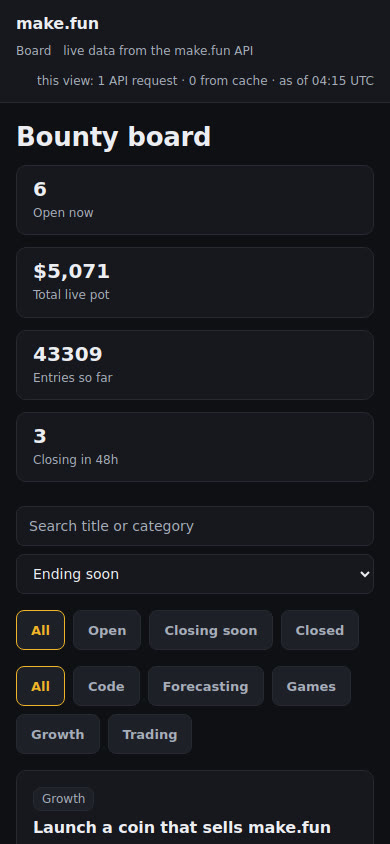 make.fun
Board live data from the make.fun API
this view: 1 API request · 0 from cache · as of 04:15 UTC
Bounty board
6
Open now
$5,071
Total live pot
43309
Entries so far
3
Closing in 48h
Search title or category
Ending soon
All Open Closing soon Closed
All Code Forecasting Games
Growth Trading
Growth
Launch a coin that sells make.fun